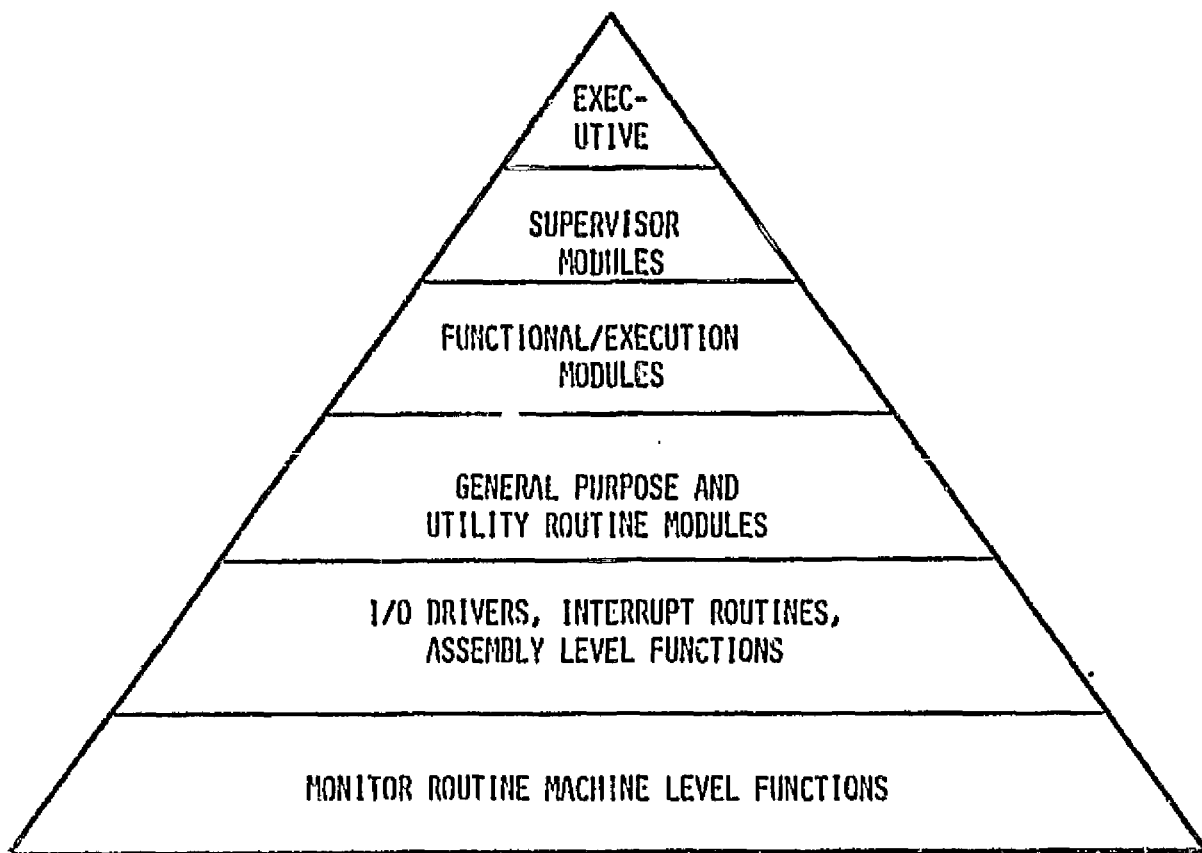 EXEC-
UTIVE
SUPERVISOR
MODULES
FUNCTIONAL/EXECUTION
MODULES
GENERAL PURPOSE AND
UTILITY ROUTINE MODULES
I/O DRIVERS, INTERRUPT ROUTINES,
ASSEMBLY LEVEL FUNCTIONS
MONITOR ROUTINE MACHINE LEVEL FUNCTIONS